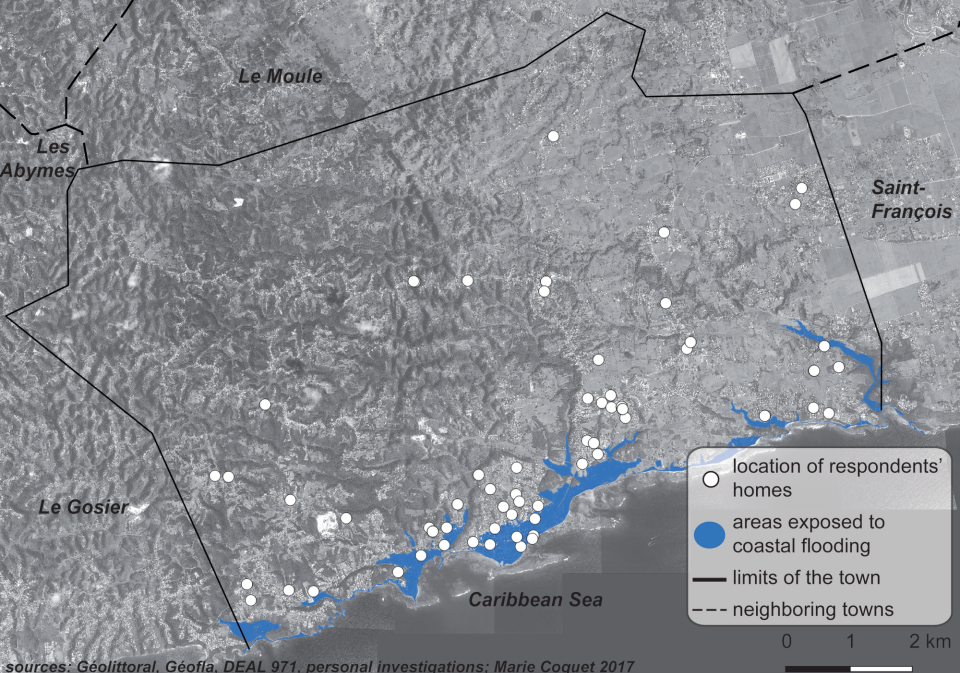 Le Moule
Les
Abymes
Saint-
François
Le Gosier
Caribbean Sea
location of respondents'
homes
areas exposed to
coastal flooding
limits of the town
neighboring towns
0 1 2 km
sources: Géolittoral, Géofla, DEAL 971, personal investigations; Marie Coquet 2017